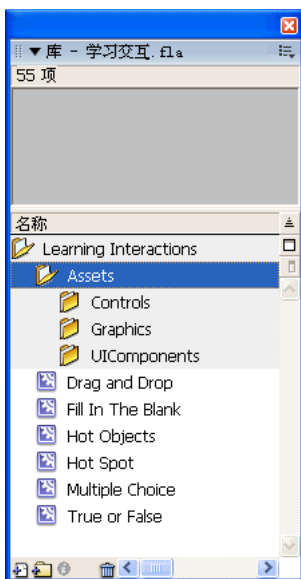 库 - 学习交互.fla
55 项
名称
Learning Interactions
Assets
Controls
Graphics
UIComponents
Drag and Drop
Fill In The Blank
Hot Objects
Hot Spot
Multiple Choice
True or False